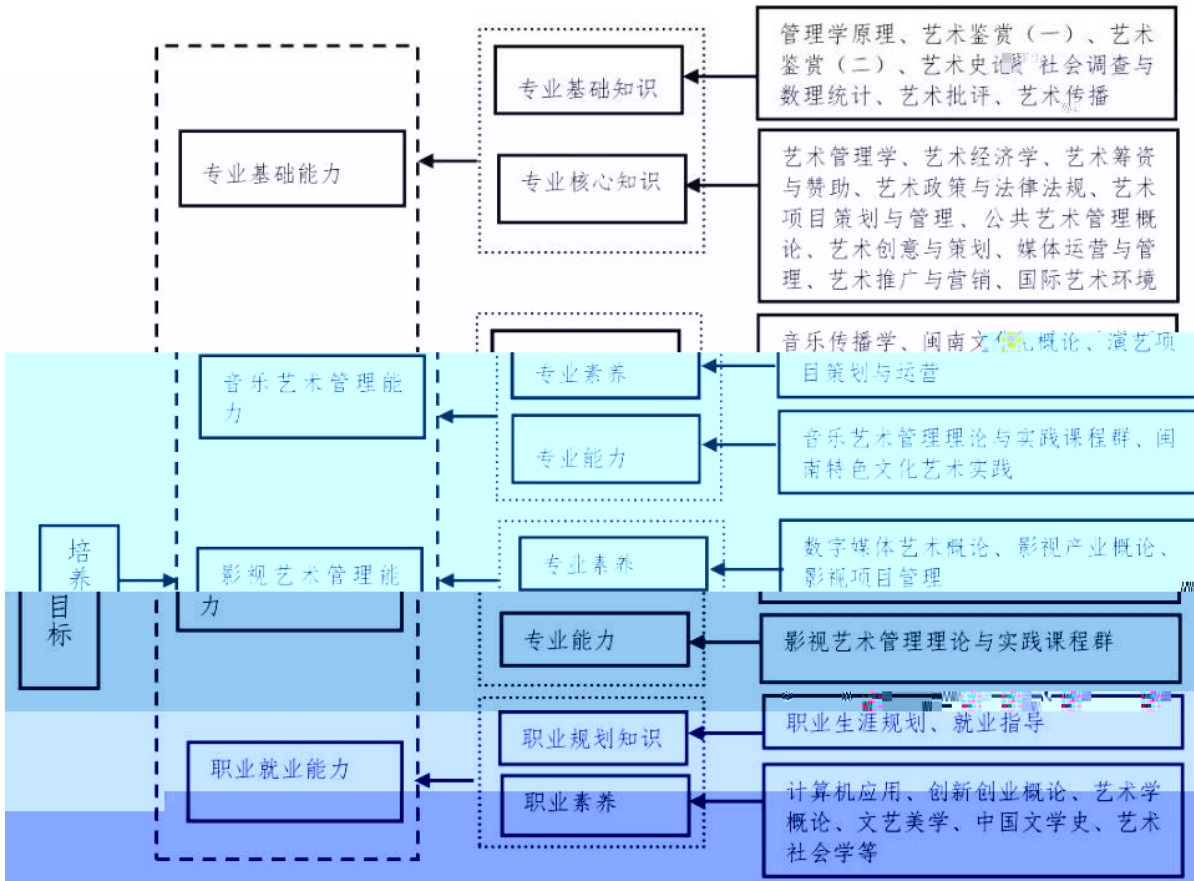 培
养
目
标
专业基础能力
专业基础知识
管理学原理、艺术鉴赏（一）、艺术
鉴赏（二）、艺术史论、社会调查与
数理统计、艺术批评、艺术传播
专业核心知识
艺术管理学、艺术经济学、艺术筹资
与赞助、艺术政策与法律法规、艺术
项目策划与管理、公共艺术管理概
论、艺术创意与策划、媒体运营与管
理、艺术推广与营销、国际艺术环境
音乐艺术管理能
力
专业素养
音乐传播学、闽南文化概论、演艺项
目策划与运营
专业能力
音乐艺术管理理论与实践课程群、闽
南特色文化艺术实践
影视艺术管理能
力
专业素养
数字媒体艺术概论、影视产业概论、
影视项目管理
专业能力
影视艺术管理理论与实践课程群
职业就业能力
职业规划知识
职业生涯规划、就业指导
职业素养
计算机应用、创新创业概论、艺术学
概论、文艺美学、中国文学史、艺术
社会学等